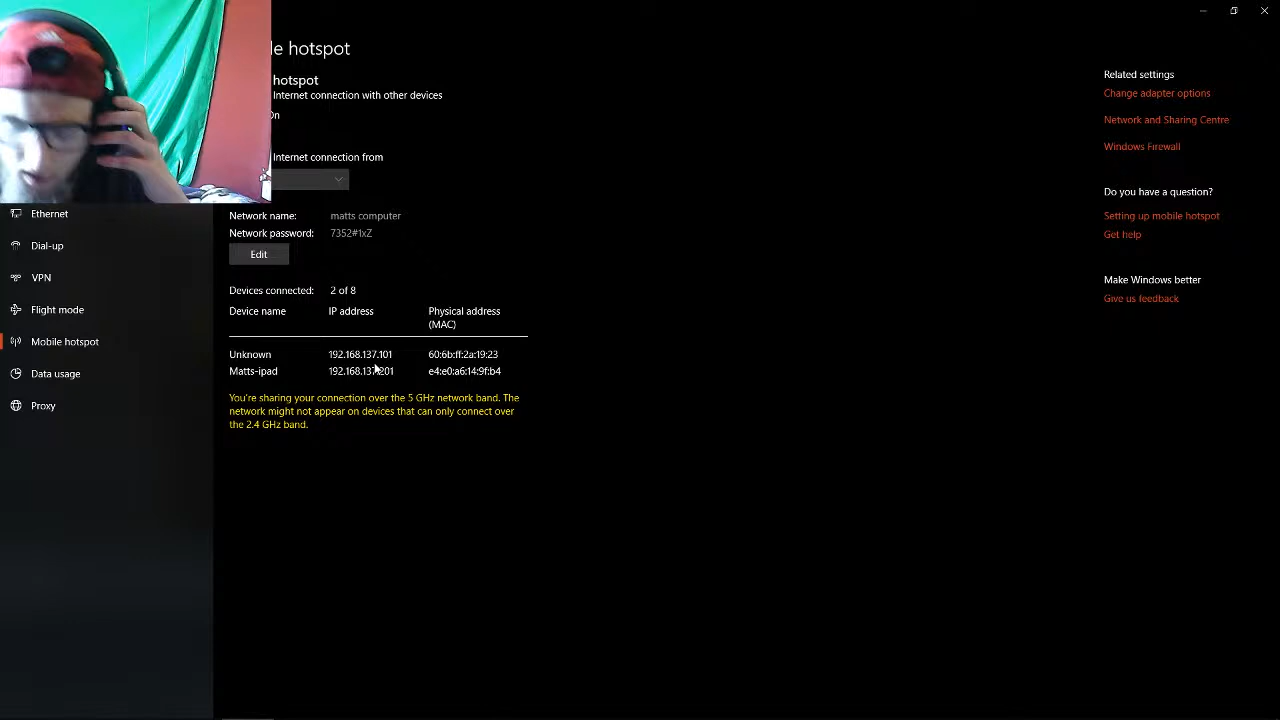 le hotspot
hotspot
Internet connection with other devices
On
Internet connection from
Network name: matts computer
Network password: 7352#1xZ
Edit
Devices connected: 2 of 8
Device name IP address Physical address
(MAC)
Unknown 192.168.137.101 60:6b:ff:2a:19:23
Matts-ipad 192.168.137.201 e4:e0:a6:14:9f:b4
You're sharing your connection over the 5 GHz network band. The
network might not appear on devices that can only connect over
the 2.4 GHz band.
Ethernet
Dial-up
VPN
Flight mode
Mobile hotspot
Data usage
Proxy
Related settings
Change adapter options
Network and Sharing Centre
Windows Firewall
Do you have a question?
Setting up mobile hotspot
Get help
Make Windows better
Give us feedback